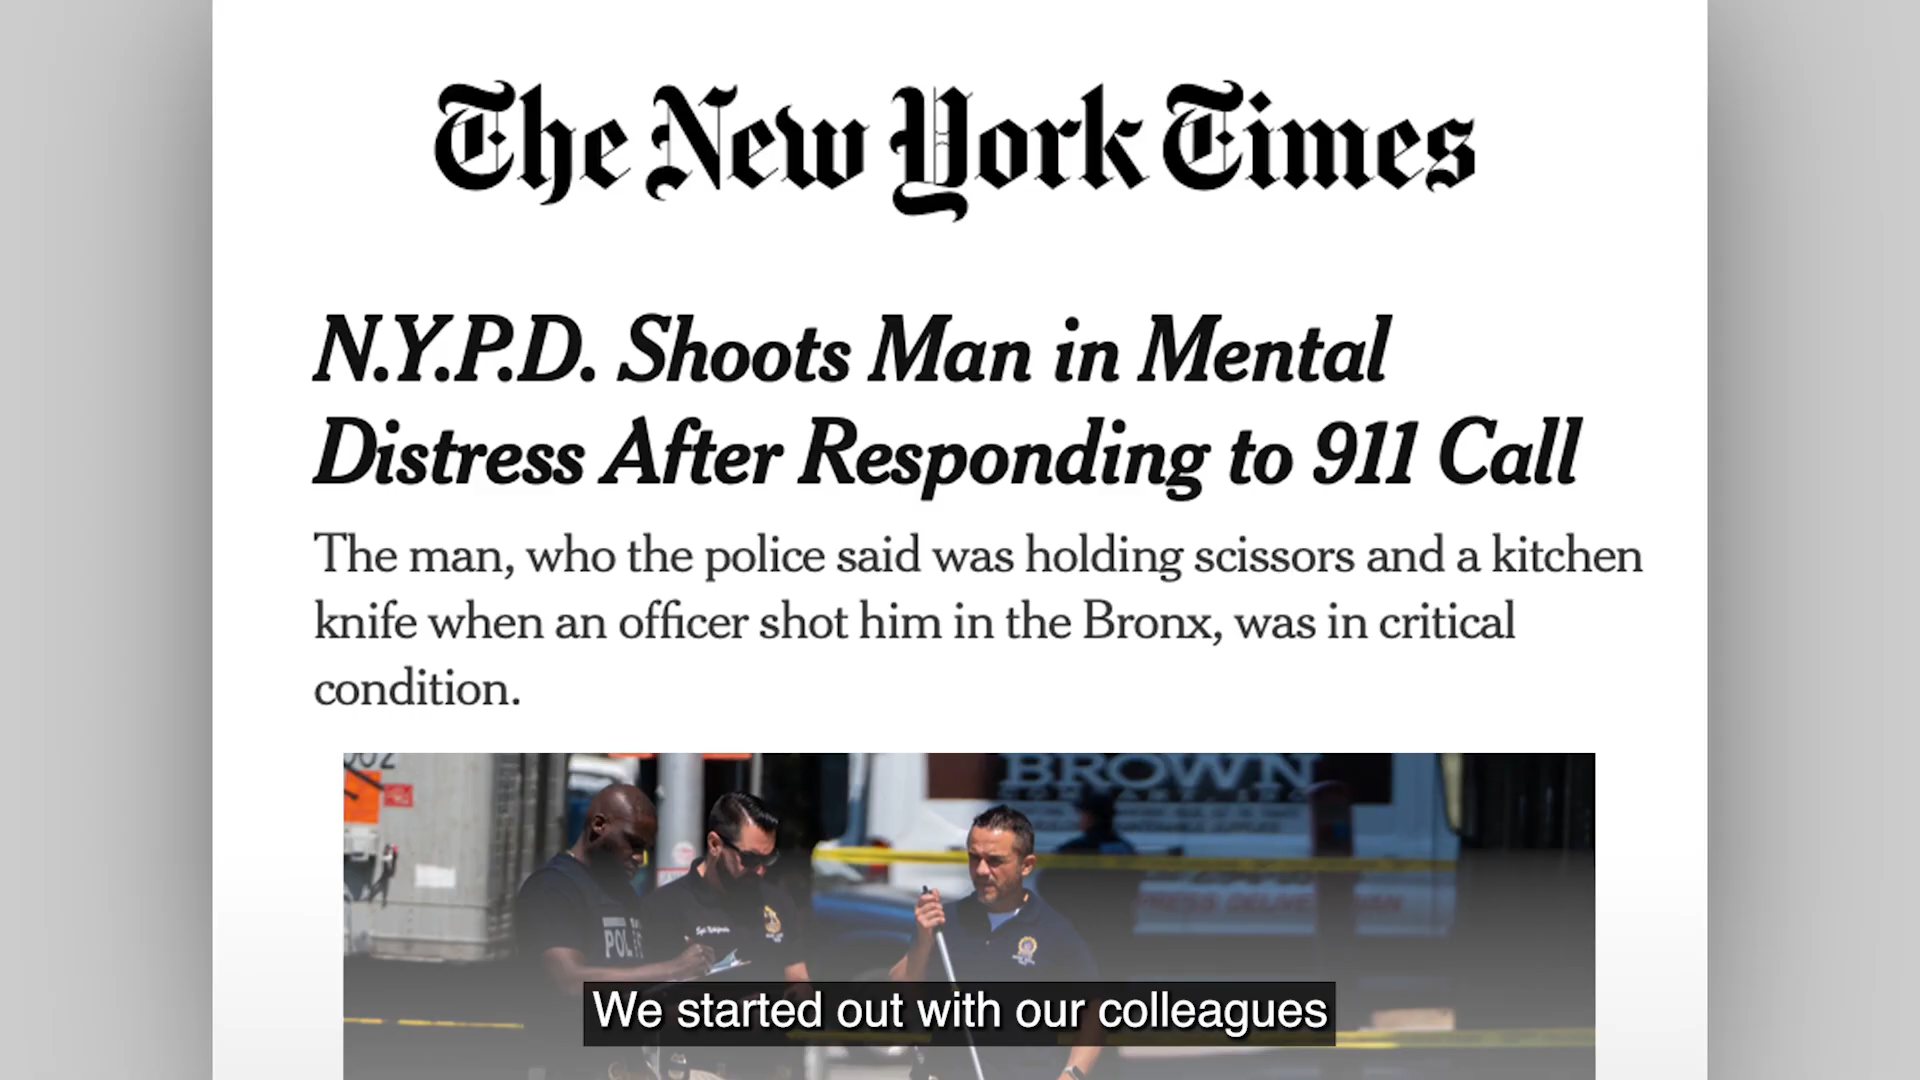 The New York Times
N.Y.P.D. Shoots Man in Mental
Distress After Responding to 911 Call
The man, who the police said was holding scissors and a kitchen
knife when an officer shot him in the Bronx, was in critical
condition.
BROWN
POLI
We started out with our colleagues